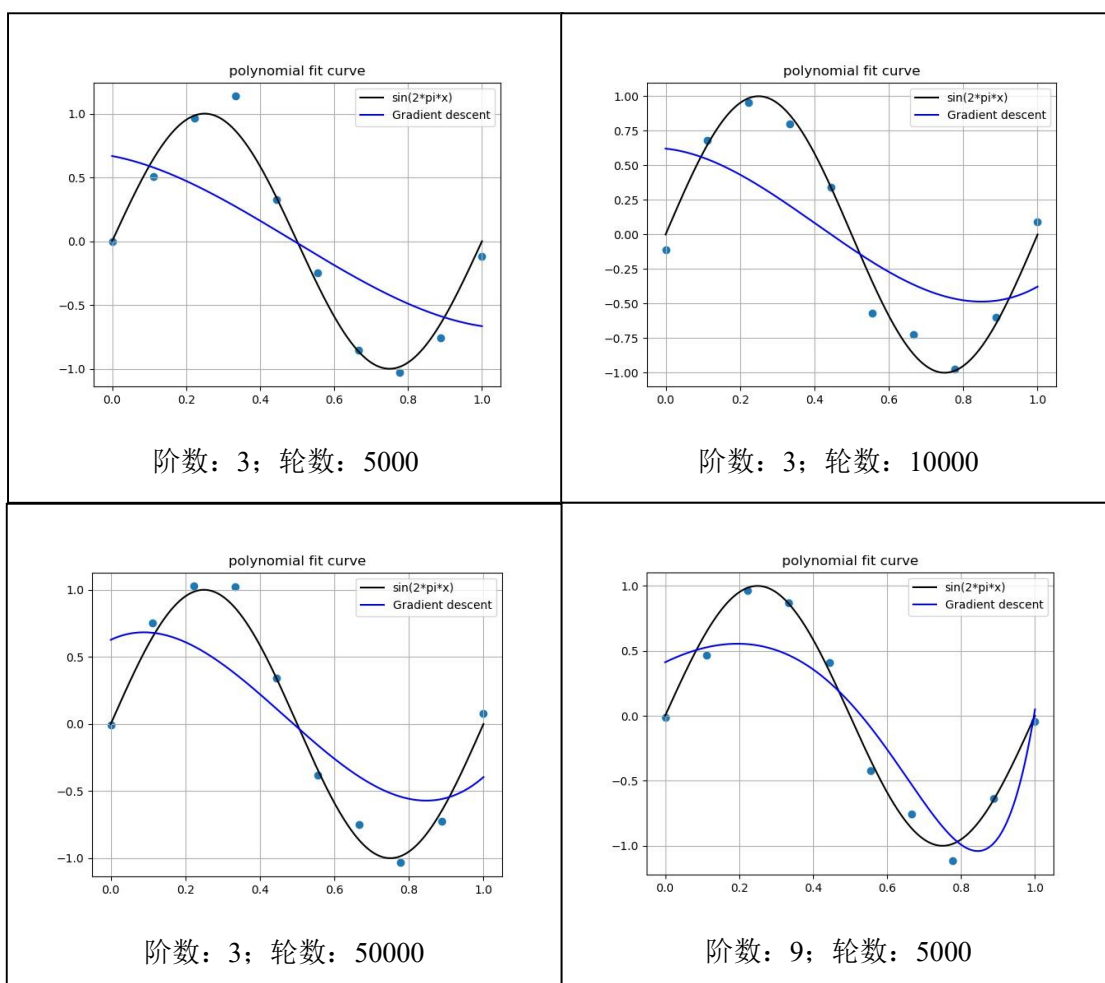 polynomial fit curve
sin(2*pi*x)
Gradient descent
1.0
0.5
0.0
−0.5
−1.0
0.0 0.2 0.4 0.6 0.8 1.0
阶数：3；轮数：5000
polynomial fit curve
sin(2*pi*x)
Gradient descent
1.00
0.75
0.50
0.25
0.00
−0.25
−0.50
−0.75
−1.00
0.0 0.2 0.4 0.6 0.8 1.0
阶数：3；轮数：10000
polynomial fit curve
sin(2*pi*x)
Gradient descent
1.0
0.5
0.0
−0.5
−1.0
0.0 0.2 0.4 0.6 0.8 1.0
阶数：3；轮数：50000
polynomial fit curve
sin(2*pi*x)
Gradient descent
1.0
0.5
0.0
−0.5
−1.0
0.0 0.2 0.4 0.6 0.8 1.0
阶数：9；轮数：5000